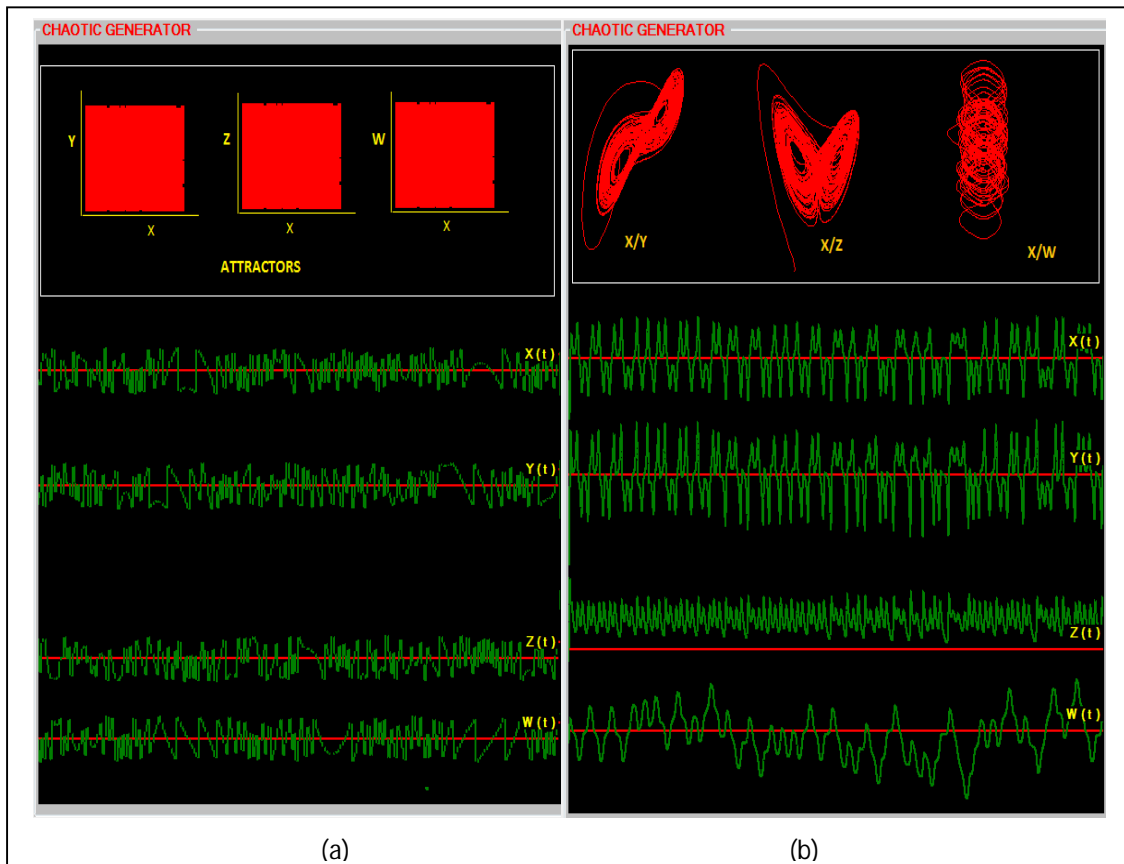 CHAOTIC GENERATOR
Y
X
Z
X
W
X
ATTRACTORS
X(t)
Y(t)
Z(t)
W(t)
(a)
CHAOTIC GENERATOR
X/Y
X/Z
X/W
X(t)
Y(t)
Z(t)
W(t)
(b)